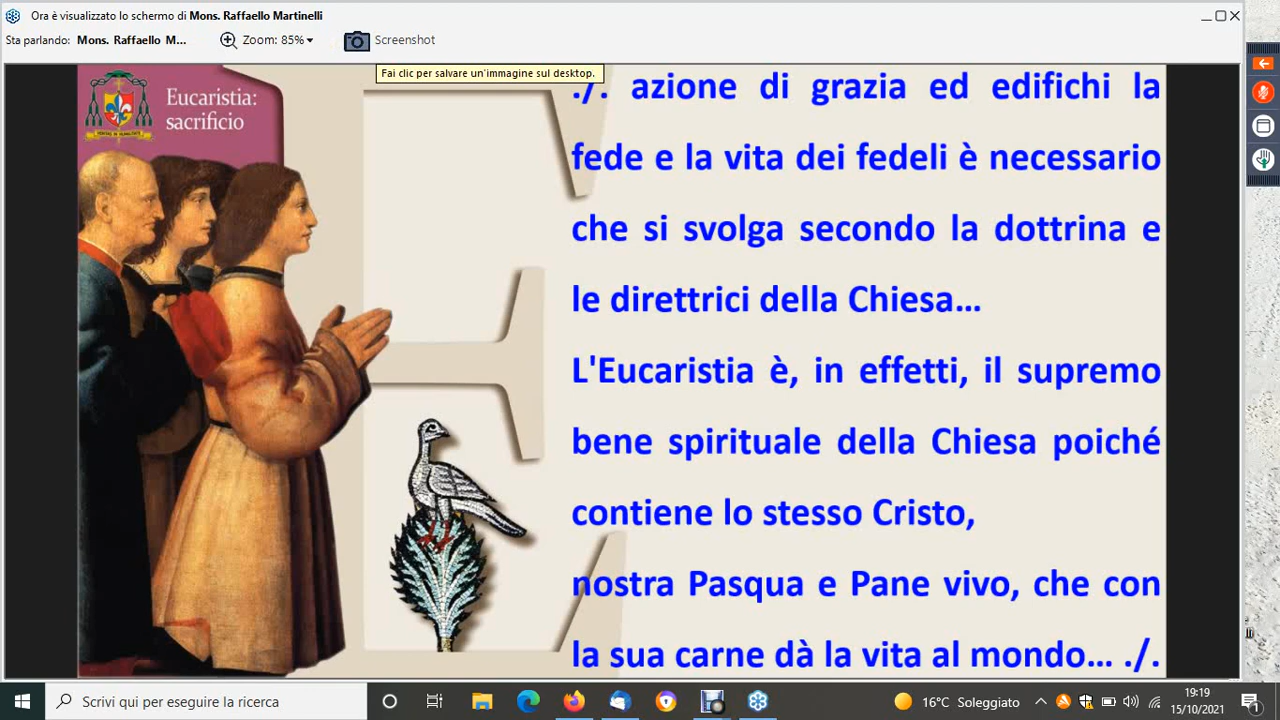 Ora è visualizzato lo schermo di Mons. Raffaello Martinelli
Sta parlando: Mons. Raffaello M... Zoom: 85% Screenshot
Fai clic per salvare un'immagine sul desktop.
Eucaristia:
sacrificio
./. azione di grazia ed edifichi la
fede e la vita dei fedeli è necessario
che si svolga secondo la dottrina e
le direttrici della Chiesa...
L'Eucaristia è, in effetti, il supremo
bene spirituale della Chiesa poiché
contiene lo stesso Cristo,
nostra Pasqua e Pane vivo, che con
la sua carne dà la vita al mondo... ./.
Scrivi qui per eseguire la ricerca
16°C Soleggiato
19:19
15/10/2021
1